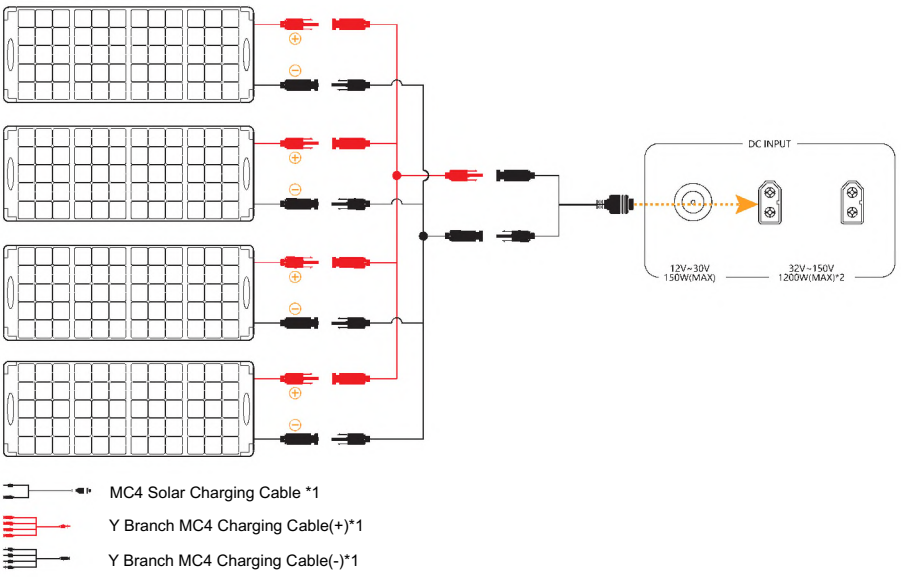 DC INPUT
12V~30V
150W(MAX)
32V~150V
1200W(MAX)*2
MC4 Solar Charging Cable *1
Y Branch MC4 Charging Cable(+)*1
Y Branch MC4 Charging Cable(-)*1